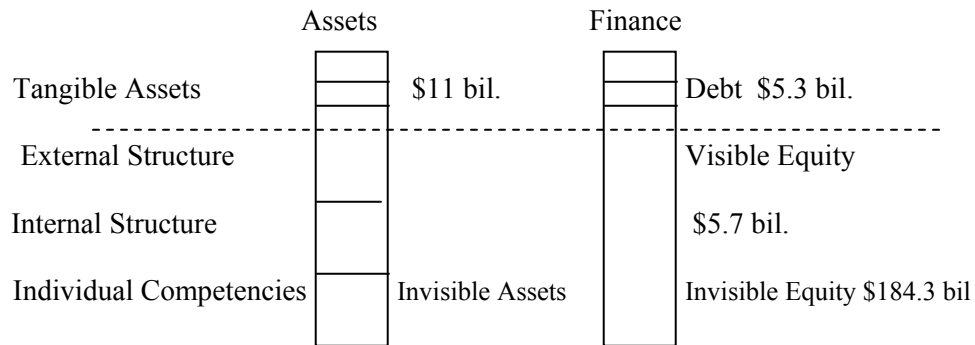 Assets Finance
Tangible Assets $11 bil. Debt $5.3 bil.
External Structure Visible Equity
Internal Structure $5.7 bil.
Individual Competencies Invisible Assets Invisible Equity $184.3 bil